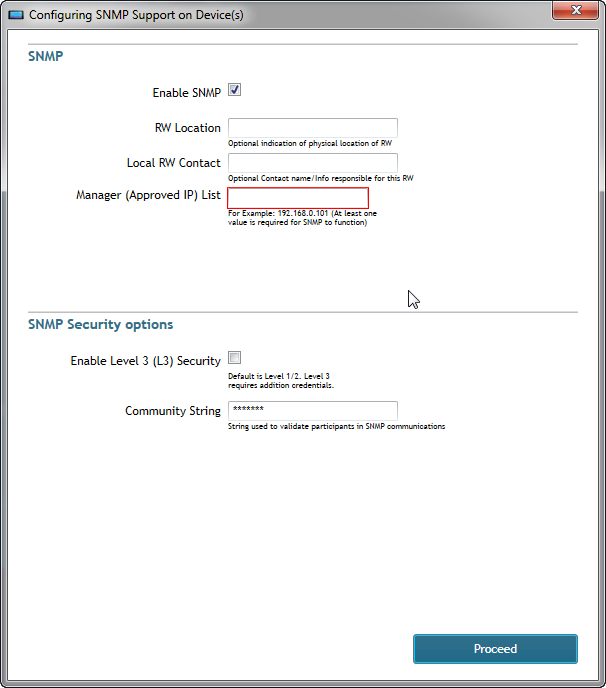 Configuring SNMP Support on Device(s)
SNMP
Enable SNMP
RW Location
Optional indication of physical location of RW
Local RW Contact
Optional Contact name/Info responsible for this RW
Manager (Approved IP) List
For Example: 192.168.0.101 (At least one
value is required for SNMP to function)
SNMP Security options
Enable Level 3 (L3) Security
Default is Level 1/2. Level 3
requires addition credentials.
Community String
*******
String used to validate participants in SNMP communications
Proceed